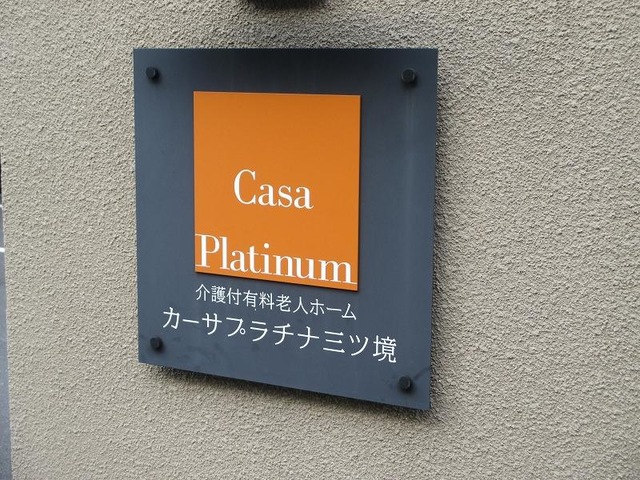 Casa
Platinum
介護付有料老人ホーム
カーサプラチナ三ツ境